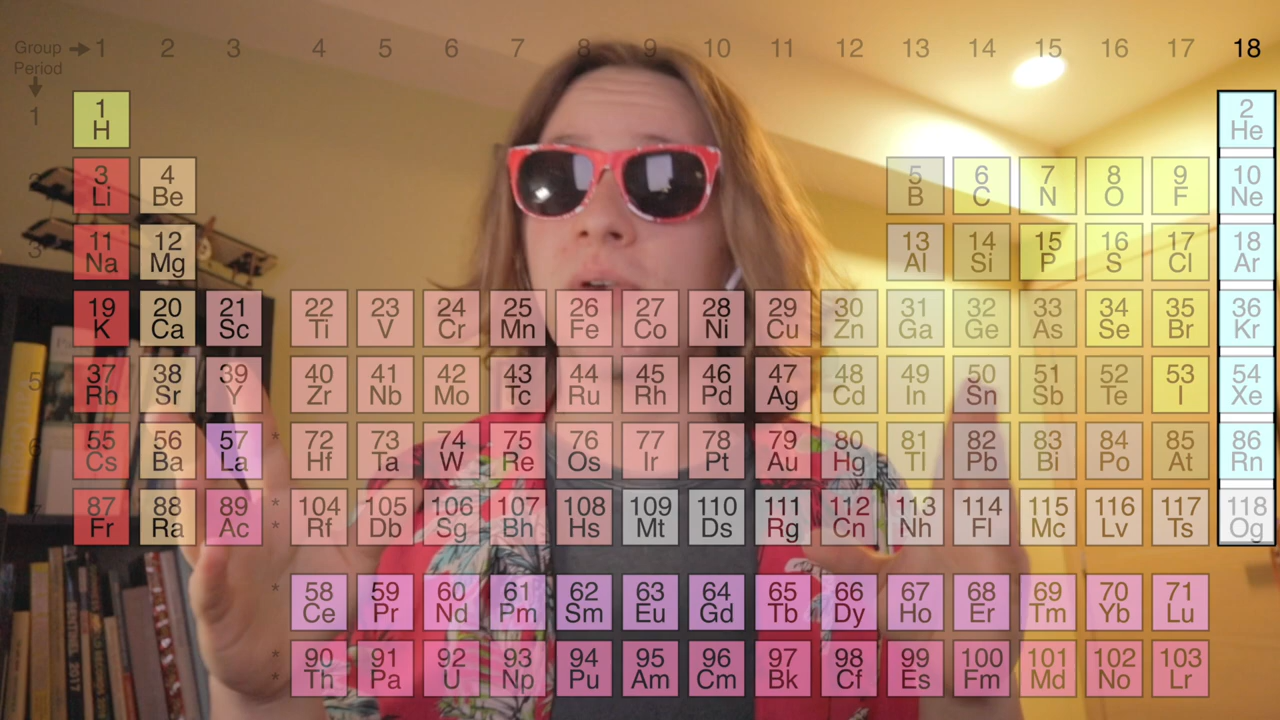 Group → 1 2 3 4 5 6 7 8 9 10 11 12 13 14 15 16 17 18
Period
1 1 2
H He
3 4 5 6 7 8 9 10
Li Be B C N O F Ne
3 11 12 13 14 15 16 17 18
Na Mg Al Si P S Cl Ar
19 20 21 22 23 24 25 26 27 28 29 30 31 32 33 34 35 36
K Ca Sc Ti V Cr Mn Fe Co Ni Cu Zn Ga Ge As Se Br Kr
5 37 38 39 40 41 42 43 44 45 46 47 48 49 50 51 52 53 54
Rb Sr Y Zr Nb Mo Tc Ru Rh Pd Ag Cd In Sn Sb Te I Xe
6 55 56 57 * 72 73 74 75 76 77 78 79 80 81 82 83 84 85 86
Cs Ba La Hf Ta W Re Os Ir Pt Au Hg Tl Pb Bi Po At Rn
7 87 88 89 * 104 105 106 107 108 109 110 111 112 113 114 115 116 117 118
Fr Ra Ac * Rf Db Sg Bh Hs Mt Ds Rg Cn Nh Fl Mc Lv Ts Og
* 58 59 60 61 62 63 64 65 66 67 68 69 70 71
Ce Pr Nd Pm Sm Eu Gd Tb Dy Ho Er Tm Yb Lu
* 90 91 92 93 94 95 96 97 98 99 100 101 102 103
* Th Pa U Np Pu Am Cm Bk Cf Es Fm Md No Lr